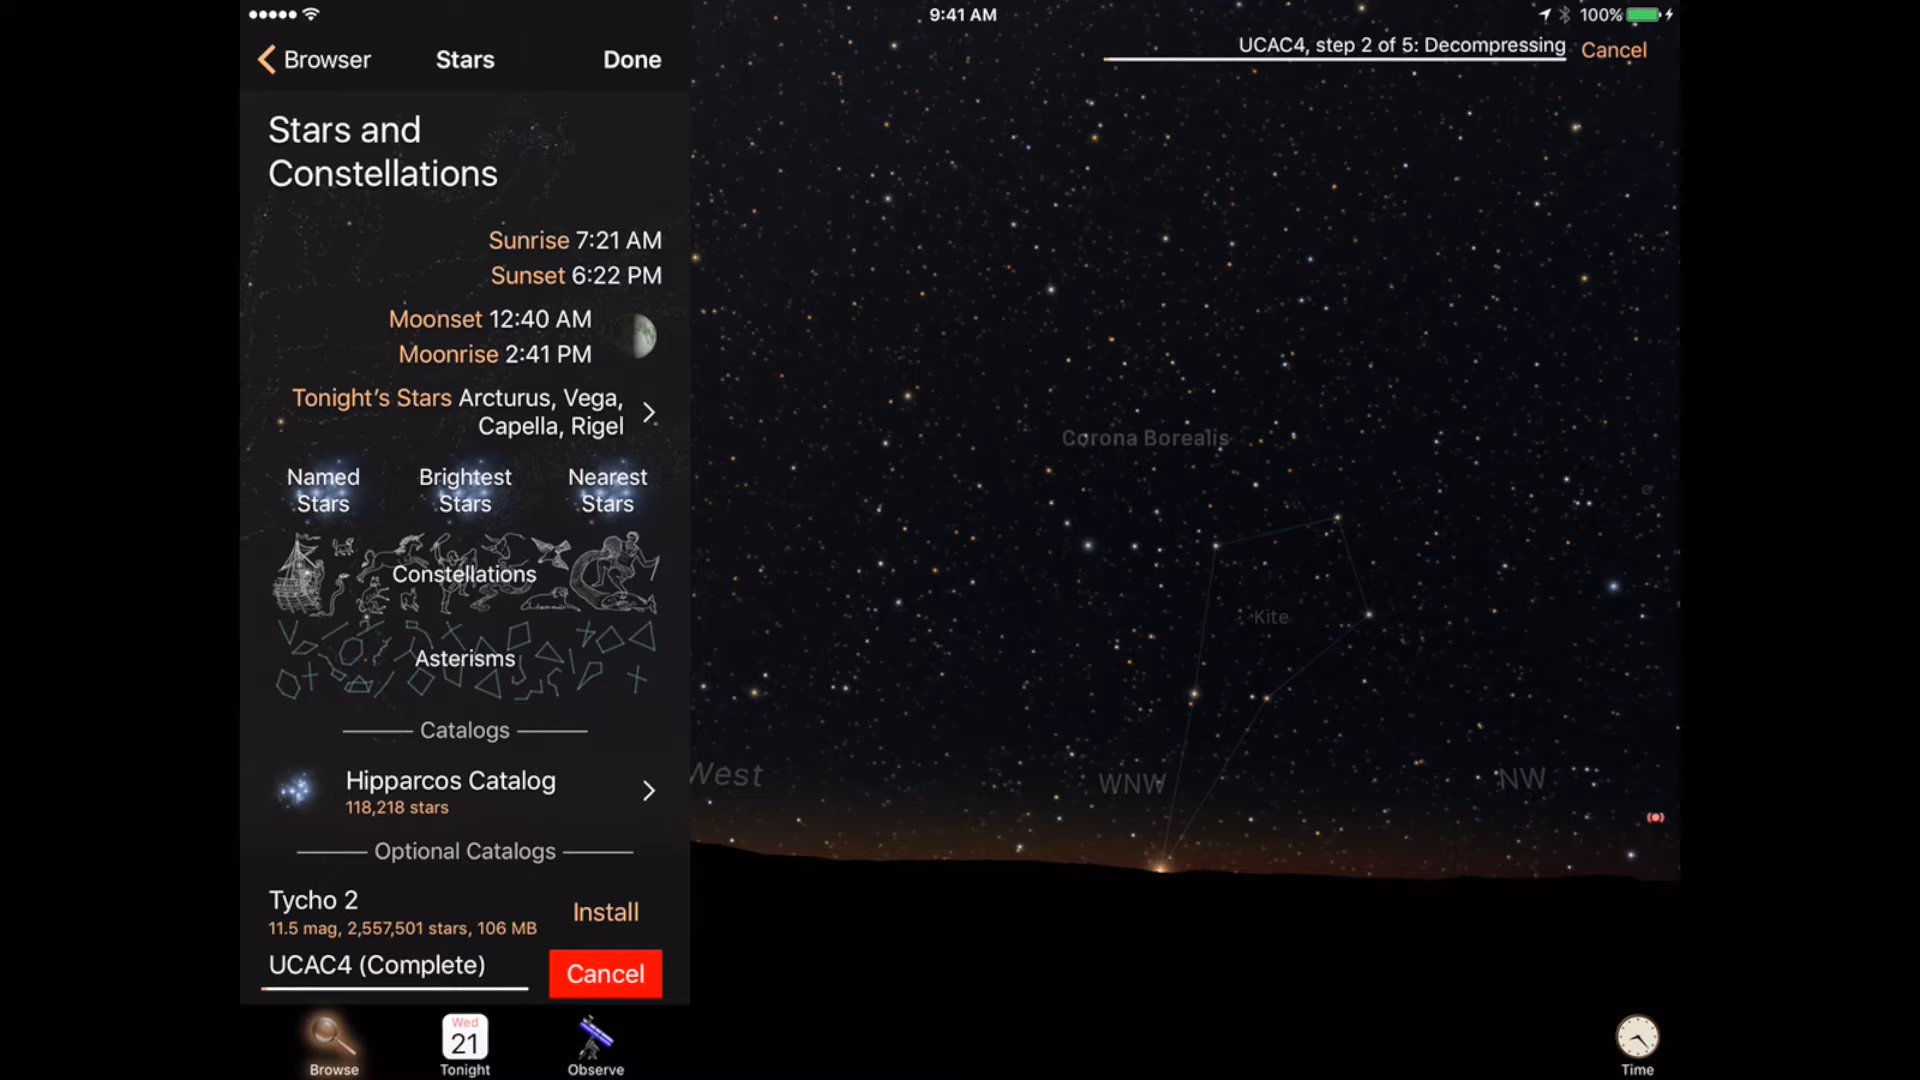 9:41 AM
100%
Browser
Stars
Done
UCAC4, step 2 of 5: Decompressing
Cancel
Stars and
Constellations
Sunrise 7:21 AM
Sunset 6:22 PM
Moonset 12:40 AM
Moonrise 2:41 PM
Tonight’s Stars Arcturus, Vega,
Capella, Rigel
Named
Stars
Brightest
Stars
Nearest
Stars
Constellations
Asterisms
Catalogs
Hipparcos Catalog
118,218 stars
Optional Catalogs
Tycho 2
11.5 mag, 2,557,501 stars, 106 MB
Install
UCAC4 (Complete)
Cancel
Corona Borealis
Kite
West
WNW
NW
Browse
Wed
21
Tonight
Observe
Time